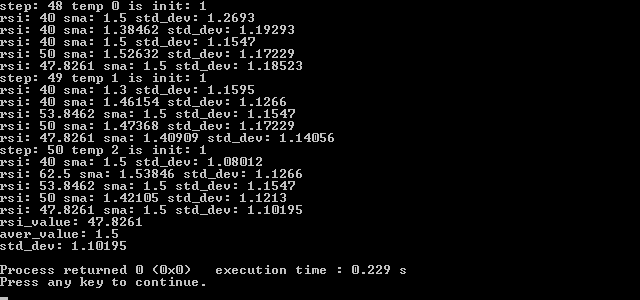 step: 48 temp 0 is init: 1
rsi: 40 sma: 1.5 std_dev: 1.2693
rsi: 40 sma: 1.38462 std_dev: 1.19293
rsi: 40 sma: 1.5 std_dev: 1.1547
rsi: 50 sma: 1.52632 std_dev: 1.17229
rsi: 47.8261 sma: 1.5 std_dev: 1.18523
step: 49 temp 1 is init: 1
rsi: 40 sma: 1.3 std_dev: 1.1595
rsi: 40 sma: 1.46154 std_dev: 1.1266
rsi: 53.8462 sma: 1.5 std_dev: 1.1547
rsi: 50 sma: 1.47368 std_dev: 1.17229
rsi: 47.8261 sma: 1.40909 std_dev: 1.14056
step: 50 temp 2 is init: 1
rsi: 40 sma: 1.5 std_dev: 1.08012
rsi: 62.5 sma: 1.53846 std_dev: 1.1266
rsi: 53.8462 sma: 1.5 std_dev: 1.1547
rsi: 50 sma: 1.42105 std_dev: 1.1213
rsi: 47.8261 sma: 1.5 std_dev: 1.10195
rsi_value: 47.8261
aver_value: 1.5
std_dev: 1.10195
Process returned 0 (0x0)   execution time : 0.229 s
Press any key to continue.